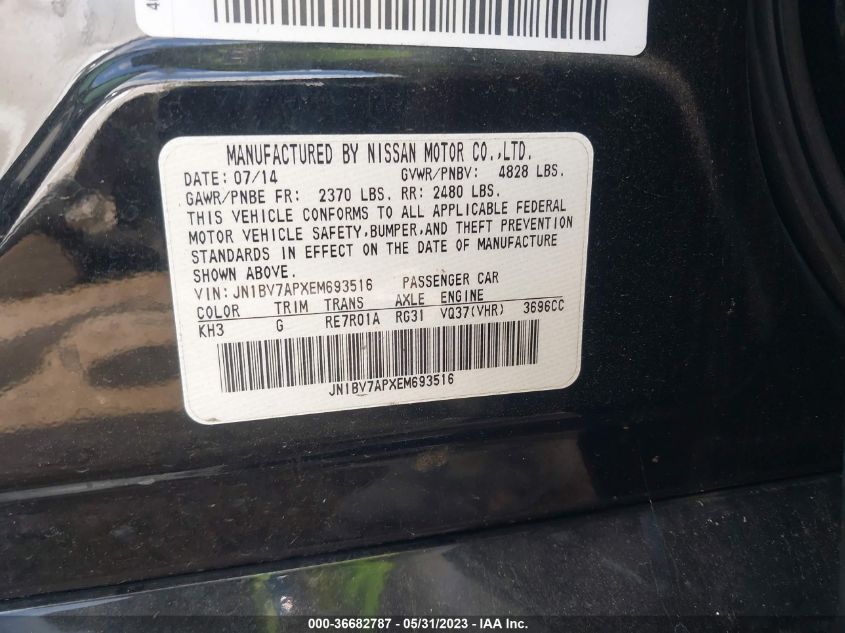 MANUFACTURED BY NISSAN MOTOR CO.,LTD.
DATE: 07/14 GVWR/PNBV: 4828 LBS.
GAWR/PNBE FR: 2370 LBS. RR: 2480 LBS.
THIS VEHICLE CONFORMS TO ALL APPLICABLE FEDERAL
MOTOR VEHICLE SAFETY,BUMPER,AND THEFT PREVENTION
STANDARDS IN EFFECT ON THE DATE OF MANUFACTURE
SHOWN ABOVE.
VIN: JN1BV7APXEM693516 PASSENGER CAR
COLOR TRIM TRANS AXLE ENGINE
KH3 G RE7R01A RG31 VQ37(VHR) 3696CC
JN1BV7APXEM693516
000-36682787 - 05/31/2023 - IAA Inc.